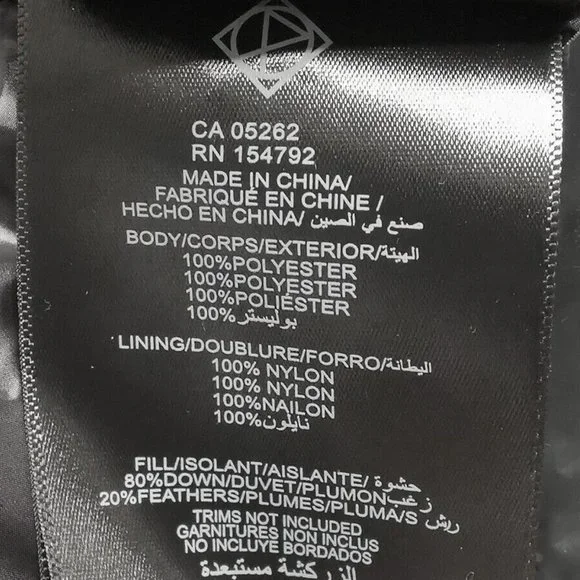 CA 05262
RN 154792
MADE IN CHINA/
FABRIQUÉ EN CHINE /
HECHO EN CHINA/ صنع في الصين
BODY/CORPS/EXTERIOR/الهيئة
100%POLYESTER
100%POLYESTER
100%POLIÉSTER
100%بوليستر
LINING/DOUBLURE/FORRO/البطانة
100% NYLON
100% NYLON
100%NAILON
100%نايلون
FILL/ISOLANT/AISLANTE/ حشوة
80%DOWN/DUVET/PLUMON زغب
20%FEATHERS/PLUMES/PLUMA/S ريش
TRIMS NOT INCLUDED
GARNITURES NON INCLUS
NO INCLUYE BORDADOS
الزركشة مستبعدة